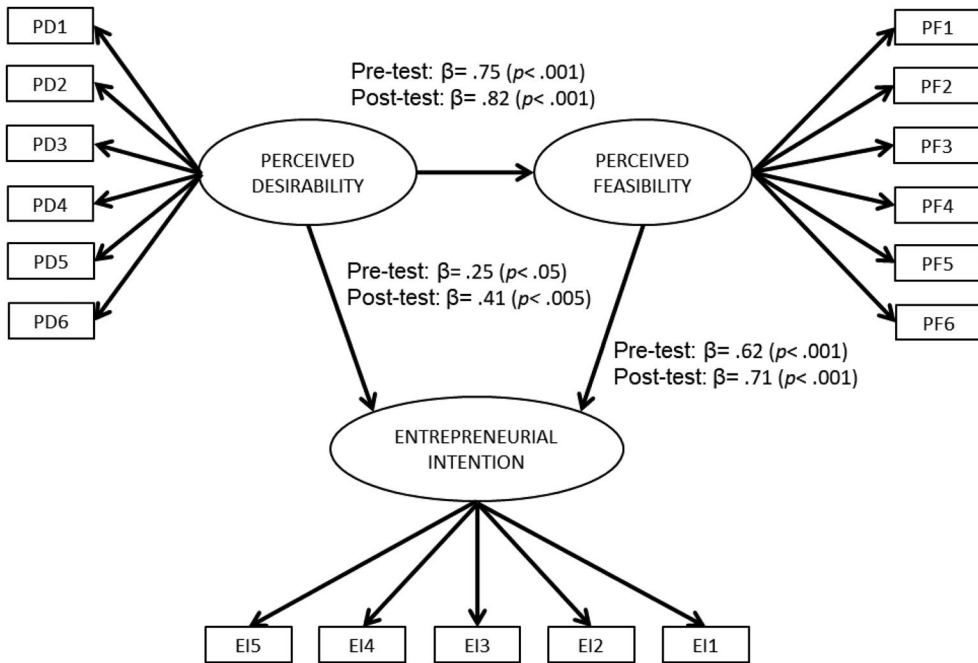 PD1
PD2
PD3
PD4
PD5
PD6
Pre-test: β= .75 (p< .001)
Post-test: β= .82 (p< .001)
PERCEIVED
DESIRABILITY
PERCEIVED
FEASIBILITY
PF1
PF2
PF3
PF4
PF5
PF6
Pre-test: β= .25 (p< .05)
Post-test: β= .41 (p< .005)
Pre-test: β= .62 (p< .001)
Post-test: β= .71 (p< .001)
ENTREPRENEURIAL
INTENTION
EI5
EI4
EI3
EI2
EI1